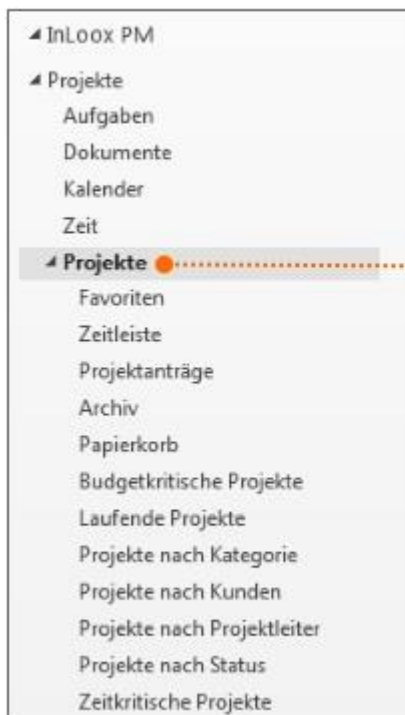 InLoox PM
Projekte
Aufgaben
Dokumente
Kalender
Zeit
Projekte
Favoriten
Zeitleiste
Projektanträge
Archiv
Papierkorb
Budgetkritische Projekte
Laufende Projekte
Projekte nach Kategorie
Projekte nach Kunden
Projekte nach Projektleiter
Projekte nach Status
Zeitkritische Projekte